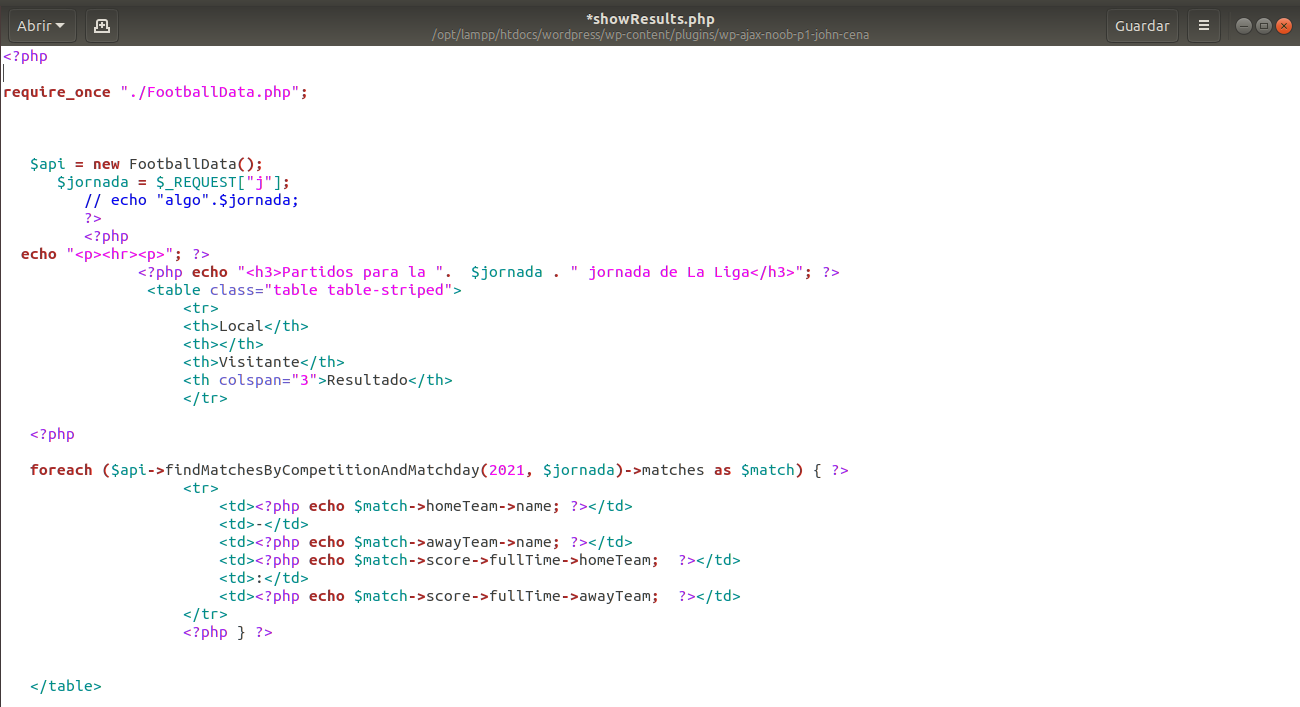 Abrir
*showResults.php
/opt/lampp/htdocs/wordpress/wp-content/plugins/wp-ajax-noob-p1-john-cena
Guardar
<?php
require_once "./FootballData.php";
$api = new FootballData();
$jornada = $_REQUEST["j"];
// echo "algo".$jornada;
?>
<?php
echo "<p><hr><p>"; ?>
<?php echo "<h3>Partidos para la ".  $jornada . " jornada de La Liga</h3>"; ?>
<table class="table table-striped">
<tr>
<th>Local</th>
<th></th>
<th>Visitante</th>
<th colspan="3">Resultado</th>
</tr>
<?php
foreach ($api->findMatchesByCompetitionAndMatchday(2021, $jornada)->matches as $match) { ?>
<tr>
<td><?php echo $match->homeTeam->name; ?></td>
<td>-</td>
<td><?php echo $match->awayTeam->name; ?></td>
<td><?php echo $match->score->fullTime->homeTeam;  ?></td>
<td>:</td>
<td><?php echo $match->score->fullTime->awayTeam;  ?></td>
</tr>
<?php } ?>
</table>